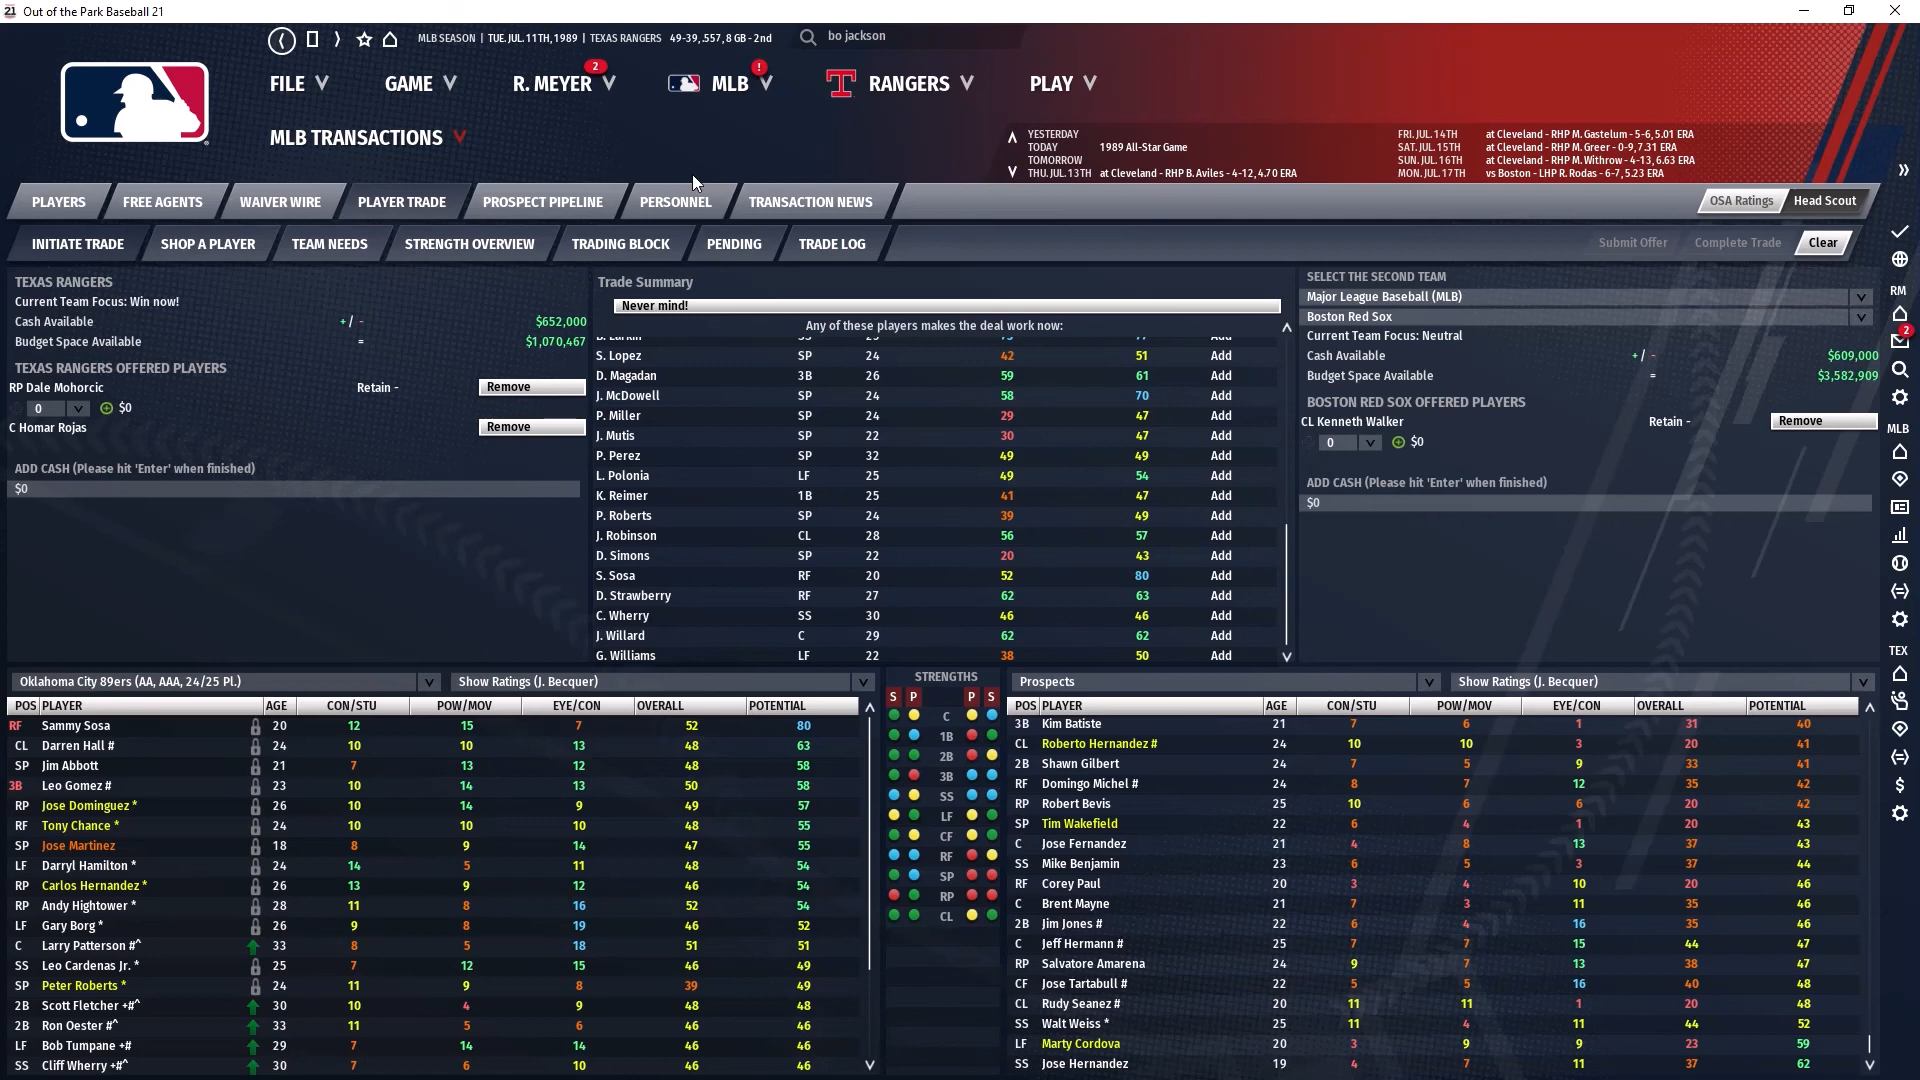 21 Out of the Park Baseball 21
MLB SEASON | TUE. JUL. 11TH, 1989 | TEXAS RANGERS 49-39, .557, 8 GB - 2nd
bo jackson
FILE GAME R. MEYER 2 MLB ! RANGERS PLAY
MLB TRANSACTIONS
YESTERDAY
TODAY 1989 All-Star Game
TOMORROW
THU. JUL. 13TH at Cleveland - RHP B. Aviles - 4-12, 4.70 ERA
FRI. JUL. 14TH at Cleveland - RHP M. Gastelum - 5-6, 5.01 ERA
SAT. JUL. 15TH at Cleveland - RHP M. Greer - 0-9, 7.31 ERA
SUN. JUL. 16TH at Cleveland - RHP M. Withrow - 4-13, 6.63 ERA
MON. JUL. 17TH vs Boston - LHP R. Rodas - 6-7, 5.23 ERA
PLAYERS FREE AGENTS WAIVER WIRE PLAYER TRADE PROSPECT PIPELINE PERSONNEL TRANSACTION NEWS
OSA Ratings Head Scout
INITIATE TRADE SHOP A PLAYER TEAM NEEDS STRENGTH OVERVIEW TRADING BLOCK PENDING TRADE LOG
Submit Offer Complete Trade Clear
TEXAS RANGERS
Current Team Focus: Win now!
Cash Available + / - $652,000
Budget Space Available = $1,070,467
TEXAS RANGERS OFFERED PLAYERS
RP Dale Mohorcic Retain - Remove
0 $0
C Homar Rojas Remove
ADD CASH (Please hit 'Enter' when finished)
$0
Trade Summary
Never mind!
Any of these players makes the deal work now:
S. Lopez SP 24 42 51 Add
D. Magadan 3B 26 59 61 Add
J. McDowell SP 24 58 70 Add
P. Miller SP 24 29 47 Add
J. Mutis SP 22 30 47 Add
P. Perez SP 32 49 49 Add
L. Polonia LF 25 49 54 Add
K. Reimer 1B 25 41 47 Add
P. Roberts SP 24 39 49 Add
J. Robinson CL 28 56 57 Add
D. Simons SP 22 20 43 Add
S. Sosa RF 20 52 80 Add
D. Strawberry RF 27 62 63 Add
C. Wherry SS 30 46 46 Add
J. Willard C 29 62 62 Add
G. Williams LF 22 38 50 Add
SELECT THE SECOND TEAM
Major League Baseball (MLB)
Boston Red Sox
Current Team Focus: Neutral
Cash Available + / - $609,000
Budget Space Available = $3,582,909
BOSTON RED SOX OFFERED PLAYERS
CL Kenneth Walker Retain - Remove
0 $0
ADD CASH (Please hit 'Enter' when finished)
$0
RM
2
MLB
TEX
Oklahoma City 89ers (AA, AAA, 24/25 Pl.) Show Ratings (J. Becquer)
POS PLAYER AGE CON/STU POW/MOV EYE/CON OVERALL POTENTIAL
RF Sammy Sosa 20 12 15 7 52 80
CL Darren Hall # 24 10 10 13 48 63
SP Jim Abbott 21 7 13 12 48 58
3B Leo Gomez # 23 10 14 13 50 58
RP Jose Dominguez * 26 10 14 9 49 57
RF Tony Chance * 24 10 10 10 48 55
SP Jose Martinez 18 8 9 14 47 55
LF Darryl Hamilton * 24 14 5 11 48 54
RP Carlos Hernandez * 26 13 9 12 46 54
RP Andy Hightower * 28 11 8 16 52 54
LF Gary Borg * 26 9 8 19 46 52
C Larry Patterson #^ 33 8 5 18 51 51
SS Leo Cardenas Jr. * 25 7 12 15 46 49
SP Peter Roberts * 24 11 9 8 39 49
2B Scott Fletcher +#^ 30 10 4 9 48 48
2B Ron Oester #^ 33 11 5 6 46 46
LF Bob Tumpane +# 29 7 14 14 46 46
SS Cliff Wherry +#^ 30 7 6 10 46 46
STRENGTHS
S P P S
C
1B
2B
3B
SS
LF
CF
RF
SP
RP
CL
Prospects Show Ratings (J. Becquer)
POS PLAYER AGE CON/STU POW/MOV EYE/CON OVERALL POTENTIAL
3B Kim Batiste 21 7 6 1 31 40
CL Roberto Hernandez # 24 10 10 3 20 41
2B Shawn Gilbert 24 7 5 9 33 41
RF Domingo Michel # 24 8 7 12 35 42
RP Robert Bevis 25 10 6 6 20 42
SP Tim Wakefield 22 6 4 1 20 43
C Jose Fernandez 21 4 8 13 37 43
SS Mike Benjamin 23 6 5 3 37 44
RF Corey Paul 20 3 4 10 20 46
C Brent Mayne 21 7 3 11 35 46
2B Jim Jones # 22 6 4 16 35 46
C Jeff Hermann # 25 7 7 15 44 47
RP Salvatore Amarena 24 9 7 13 38 47
CF Jose Tartabull # 22 5 5 16 40 48
CL Rudy Seanez # 20 11 11 1 20 48
SS Walt Weiss * 25 11 4 11 44 52
LF Marty Cordova 20 3 9 9 23 59
SS Jose Hernandez 19 4 7 11 37 62